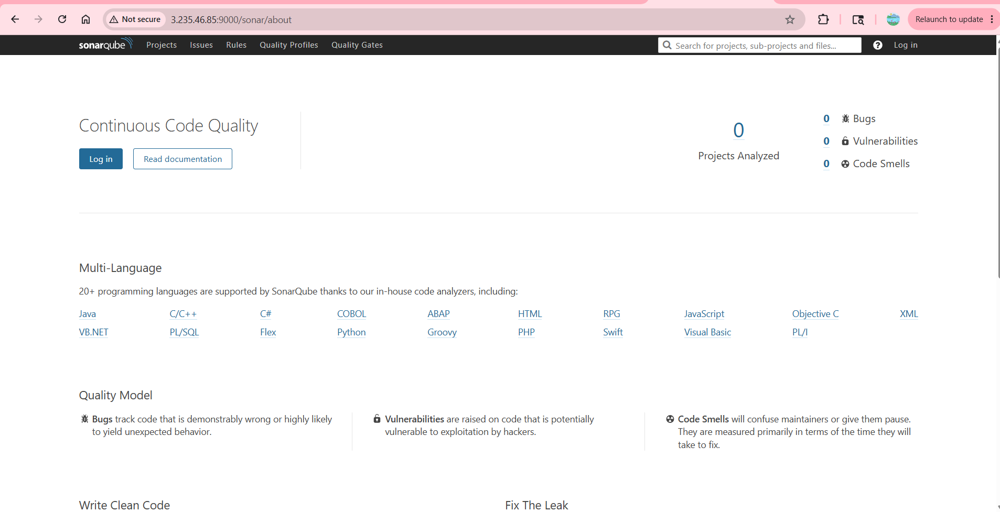 Not secure 3.235.46.85:9000/sonar/about Relaunch to update
sonarqube Projects Issues Rules Quality Profiles Quality Gates Search for projects, sub-projects and files... ? Log in
Continuous Code Quality
Log in Read documentation
0
Projects Analyzed
0 Bugs
0 Vulnerabilities
0 Code Smells
Multi-Language
20+ programming languages are supported by SonarQube thanks to our in-house code analyzers, including:
Java C/C++ C# COBOL ABAP HTML RPG JavaScript Objective C XML
VB.NET PL/SQL Flex Python Groovy PHP Swift Visual Basic PL/I
Quality Model
Bugs track code that is demonstrably wrong or highly likely
to yield unexpected behavior.
Vulnerabilities are raised on code that is potentially
vulnerable to exploitation by hackers.
Code Smells will confuse maintainers or give them pause.
They are measured primarily in terms of the time they will
take to fix.
Write Clean Code Fix The Leak